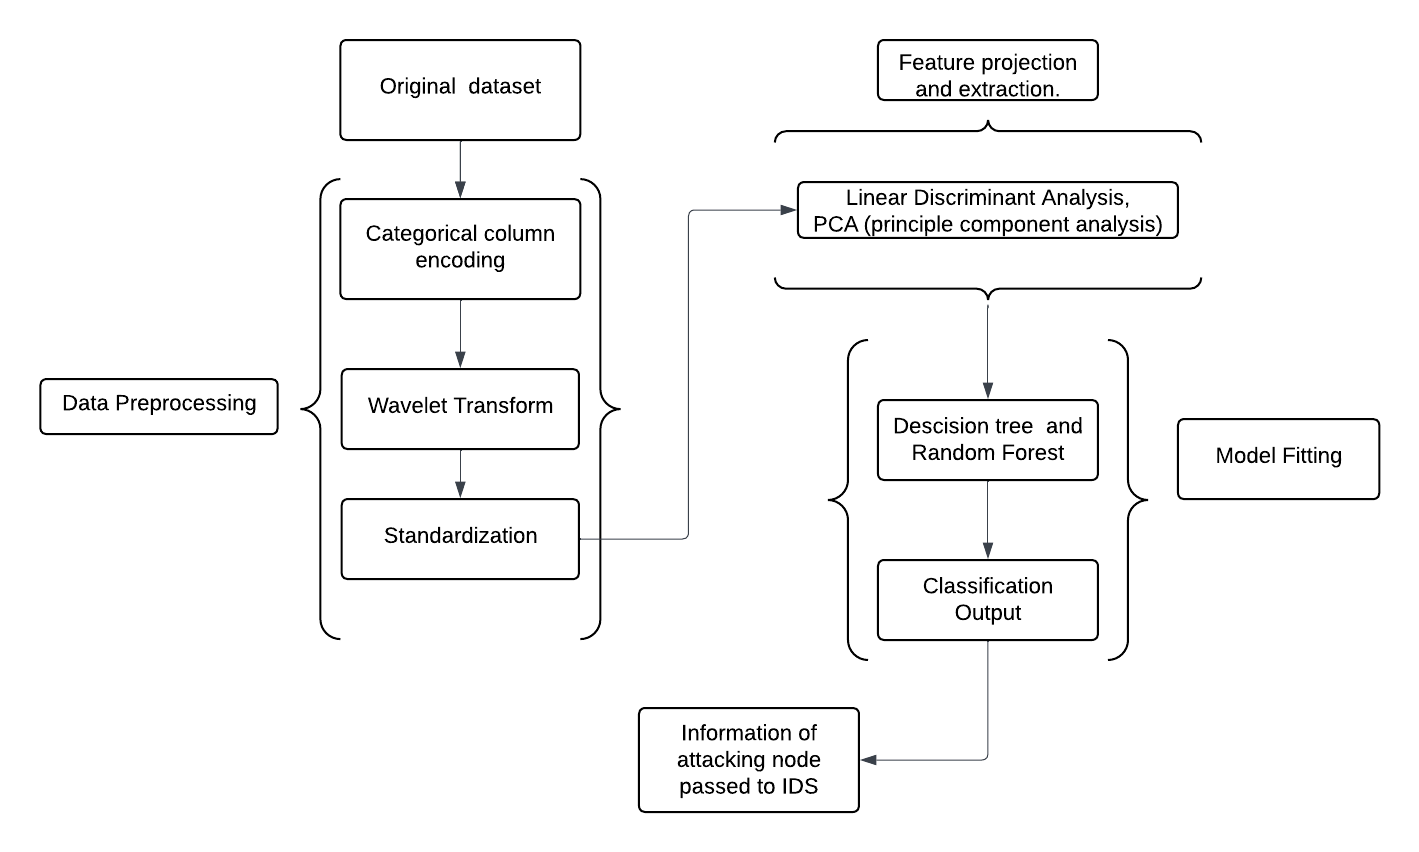 Original dataset
Categorical column
encoding
Data Preprocessing
Wavelet Transform
Standardization
Feature projection
and extraction.
Linear Discriminant Analysis,
PCA (principle component analysis)
Descision tree and
Random Forest
Model Fitting
Classification
Output
Information of
attacking node
passed to IDS